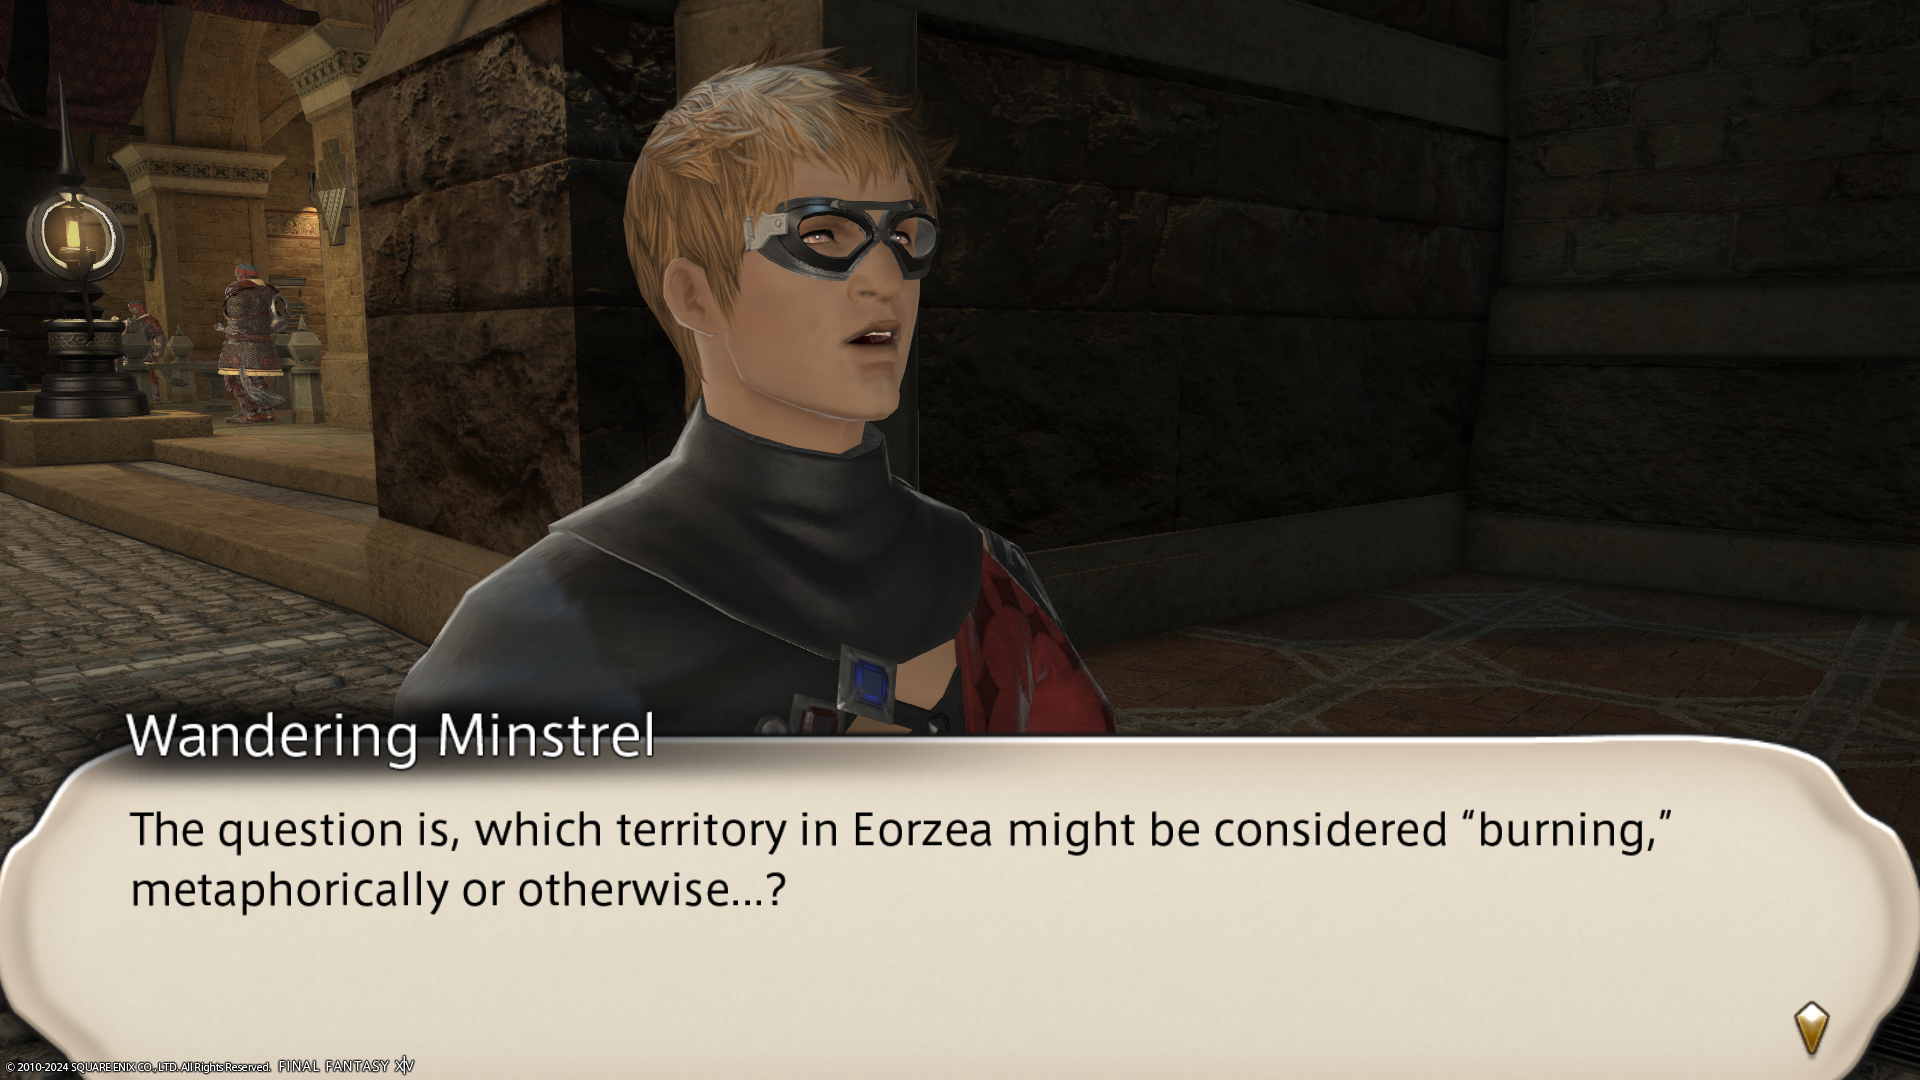 Wandering Minstrel
The question is, which territory in Eorzea might be considered “burning,”
metaphorically or otherwise...?
© 2010-2024 SQUARE ENIX CO., LTD. All Rights Reserved. FINAL FANTASY XIV